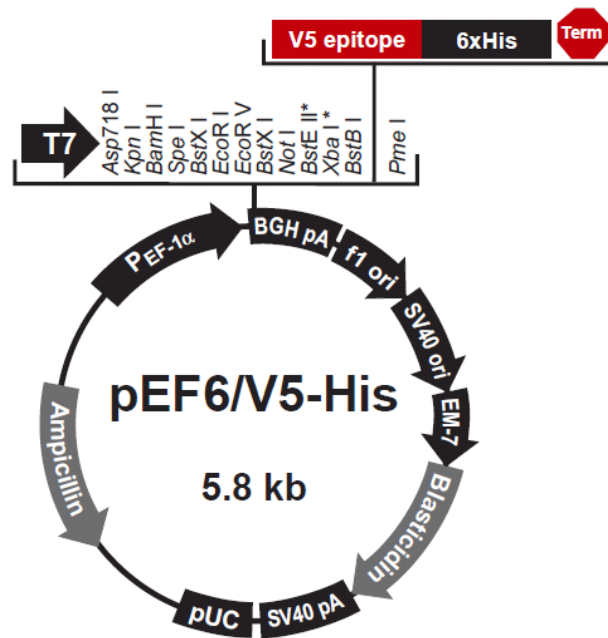 V5 epitope 6xHis Term
T7
Asp718 I
Kpn I
BamH I
Spe I
BstX I
EcoR I
EcoR V
BstX I
Not I
BstE II*
Xba I*
BstB I
Pme I
PEF-1α
BGH pA
f1 ori
SV40 ori
EM-7
Blasticidin
SV40 pA
pUC
Ampicillin
pEF6/V5-His
5.8 kb